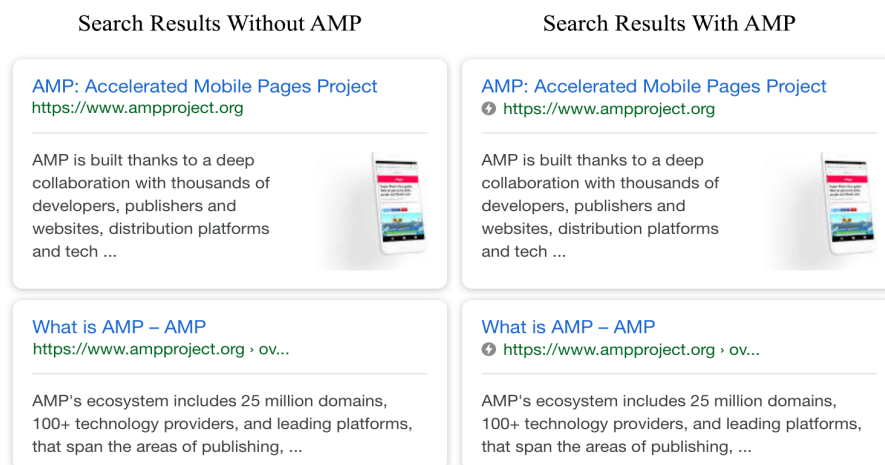 Search Results Without AMP
AMP: Accelerated Mobile Pages Project
https://www.ampproject.org
AMP is built thanks to a deep
collaboration with thousands of
developers, publishers and
websites, distribution platforms
and tech ...
What is AMP – AMP
https://www.ampproject.org › ov...
AMP's ecosystem includes 25 million domains,
100+ technology providers, and leading platforms,
that span the areas of publishing, ...
Search Results With AMP
AMP: Accelerated Mobile Pages Project
https://www.ampproject.org
AMP is built thanks to a deep
collaboration with thousands of
developers, publishers and
websites, distribution platforms
and tech ...
What is AMP – AMP
https://www.ampproject.org › ov...
AMP's ecosystem includes 25 million domains,
100+ technology providers, and leading platforms,
that span the areas of publishing, ...